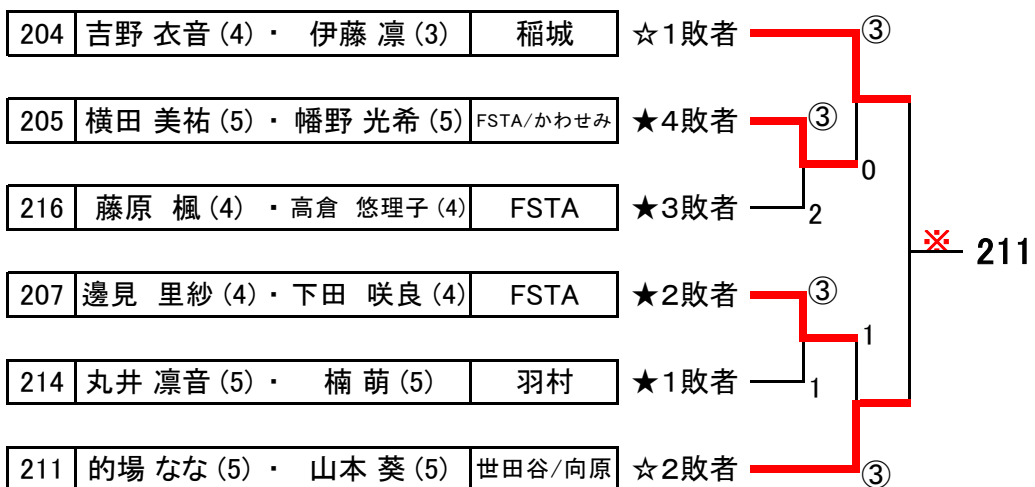 204 吉野 衣音 (4) ・ 伊藤 凛 (3) 稲城 ☆1敗者 ③
205 横田 美祐 (5) ・ 幡野 光希 (5) FSTA/かわせみ ★4敗者 ③
0
216 藤原 楓 (4) ・ 高倉 悠理子 (4) FSTA ★3敗者 2
※ 211
207 邊見 里紗 (4) ・ 下田 咲良 (4) FSTA ★2敗者 ③
1
214 丸井 凛音 (5) ・ 楠 萌 (5) 羽村 ★1敗者 1
211 的場 なな (5) ・ 山本 葵 (5) 世田谷/向原 ☆2敗者 ③